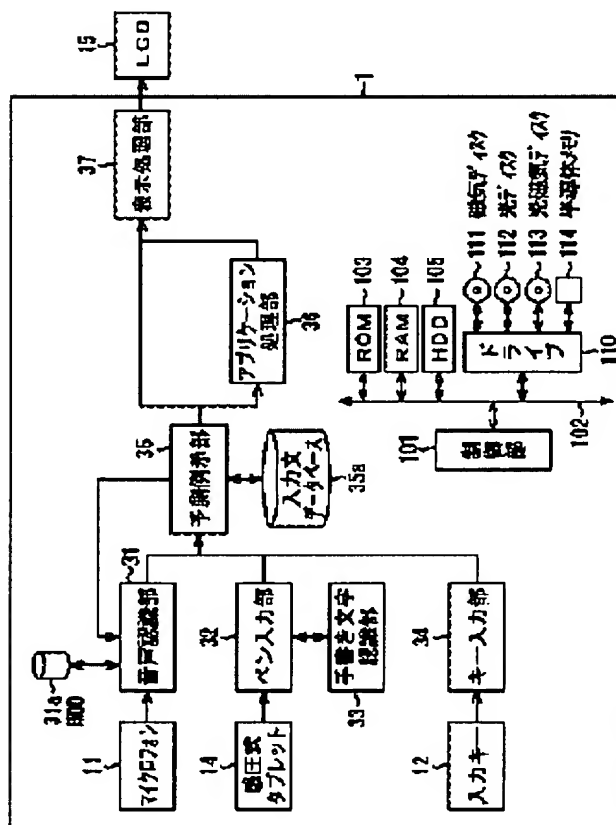 31a HDD
11
マイクロフォン
31
音声認識部
14
感圧式
タブレット
32
ペン入力部
33
手書き文字
認識部
12
入力キー
34
キー入力部
35
予測例示部
入力文
データベース
35a
36
アプリケーション
処理部
37
表示処理部
15
LCD
1
101
制御部
102
ROM
103
RAM
104
HDD
105
ドライブ
110
111 磁気ディスク
112 光ディスク
113 光磁気ディスク
114 半導体メモリ